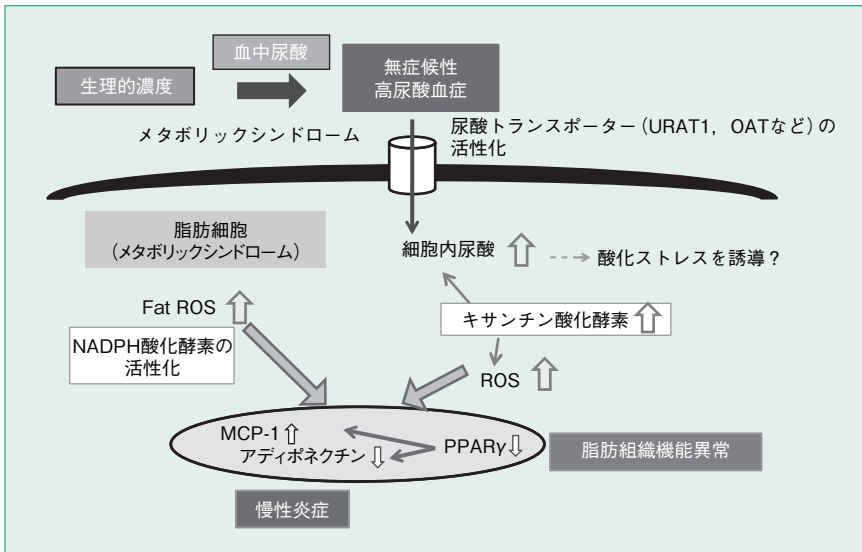 血中尿酸
生理的濃度
無症候性
高尿酸血症
メタボリックシンドローム
尿酸トランスポーター（URAT1，OATなど）の
活性化
脂肪細胞
（メタボリックシンドローム）
細胞内尿酸
酸化ストレスを誘導？
Fat ROS
NADPH酸化酵素の
活性化
キサンチン酸化酵素
ROS
MCP-1
アディポネクチン
PPARγ
脂肪組織機能異常
慢性炎症